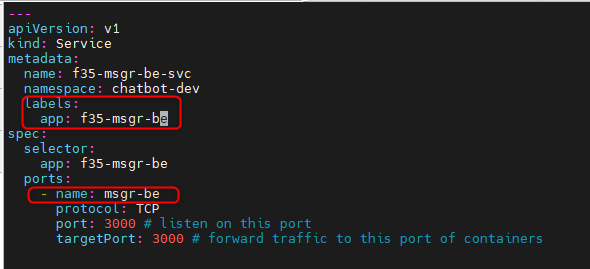 ---
apiVersion: v1
kind: Service
metadata:
  name: f35-msgr-be-svc
  namespace: chatbot-dev
  labels:
    app: f35-msgr-be
spec:
  selector:
    app: f35-msgr-be
  ports:
    - name: msgr-be
      protocol: TCP
      port: 3000 # listen on this port
      targetPort: 3000 # forward traffic to this port of containers